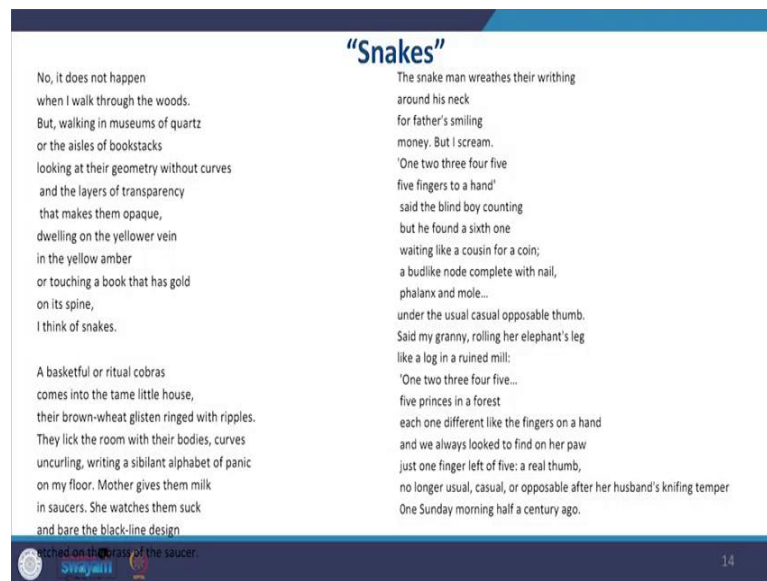 “Snakes”
No, it does not happen
when I walk through the woods.
But, walking in museums of quartz
or the aisles of bookstacks
looking at their geometry without curves
and the layers of transparency
that makes them opaque,
dwelling on the yellower vein
in the yellow amber
or touching a book that has gold
on its spine,
I think of snakes.
A basketful or ritual cobras
comes into the tame little house,
their brown-wheat glisten ringed with ripples.
They lick the room with their bodies, curves
uncurling, writing a sibilant alphabet of panic
on my floor. Mother gives them milk
in saucers. She watches them suck
and bare the black-line design
etched on the brass of the saucer.
The snake man wreathes their writhing
around his neck
for father's smiling
money. But I scream.
'One two three four five
five fingers to a hand'
said the blind boy counting
but he found a sixth one
waiting like a cousin for a coin;
a budlike node complete with nail,
phalanx and mole...
under the usual casual opposable thumb.
Said my granny, rolling her elephant's leg
like a log in a ruined mill:
'One two three four five...
five princes in a forest
each one different like the fingers on a hand
and we always looked to find on her paw
just one finger left of five: a real thumb,
no longer usual, casual, or opposable after her husband's knifing temper
One Sunday morning half a century ago.
swayam
14